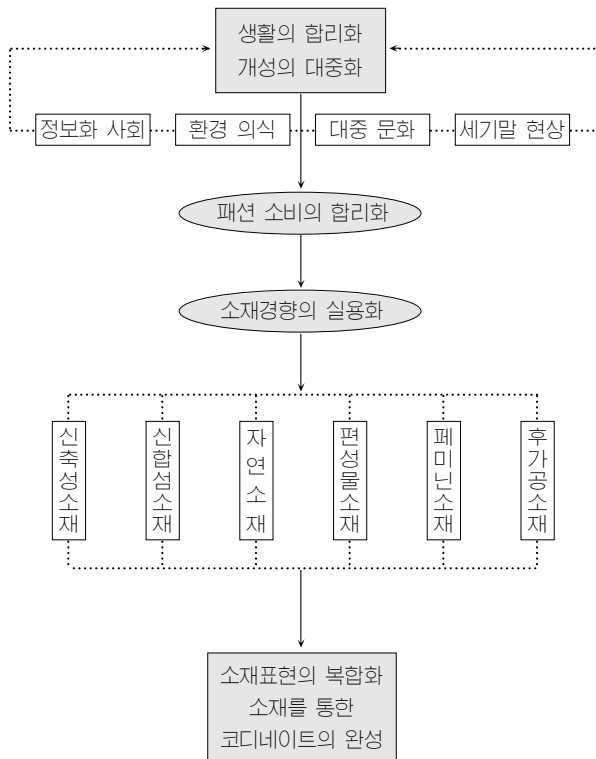 생활의 합리화
개성의 대중화
정보화 사회
환경 의식
대중 문화
세기말 현상
패션 소비의 합리화
소재경향의 실용화
신축성소재
신합섬소재
자연소재
편성물소재
페미닌소재
후가공소재
소재표현의 복합화
소재를 통한
코디네이트의 완성